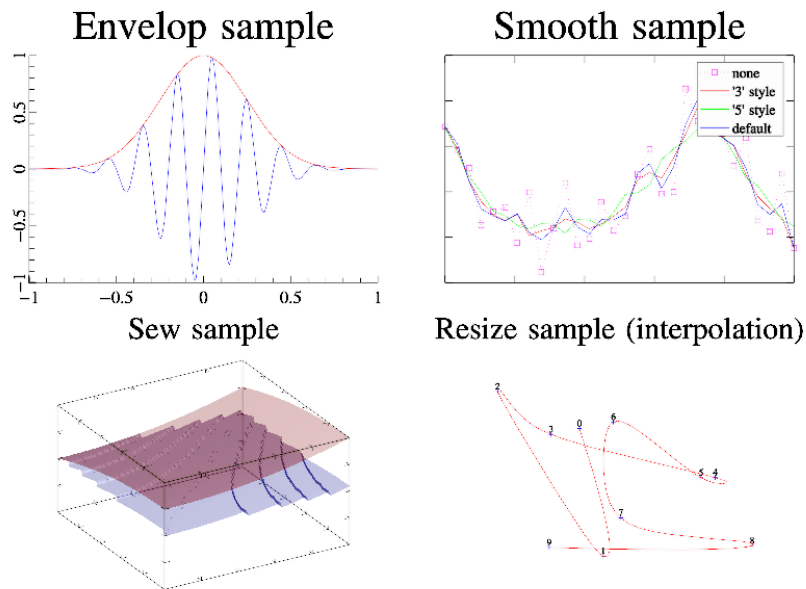 Envelop sample
Smooth sample
1
0.5
0
−0.5
−1
−1
−0.5
0
0.5
1
none
'3' style
'5' style
default
Sew sample
Resize sample (interpolation)
2
6
3
0
5
4
7
9
1
8